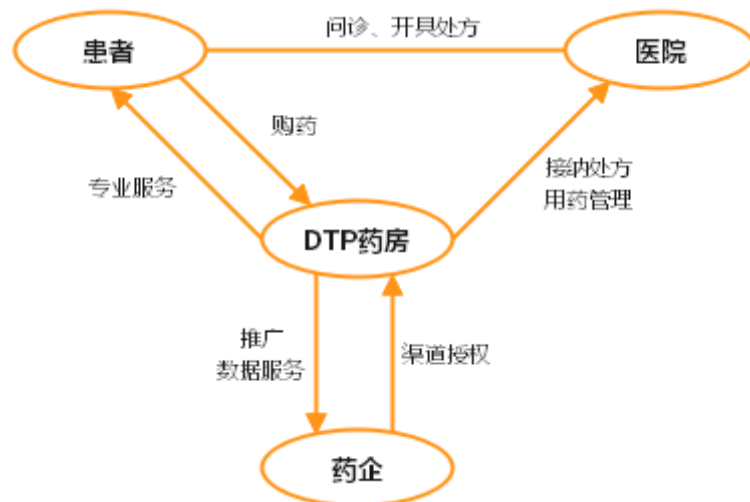 问诊、开具处方
患者
医院
购药
专业服务
接纳处方
用药管理
DTP药房
推广
数据服务
渠道授权
药企